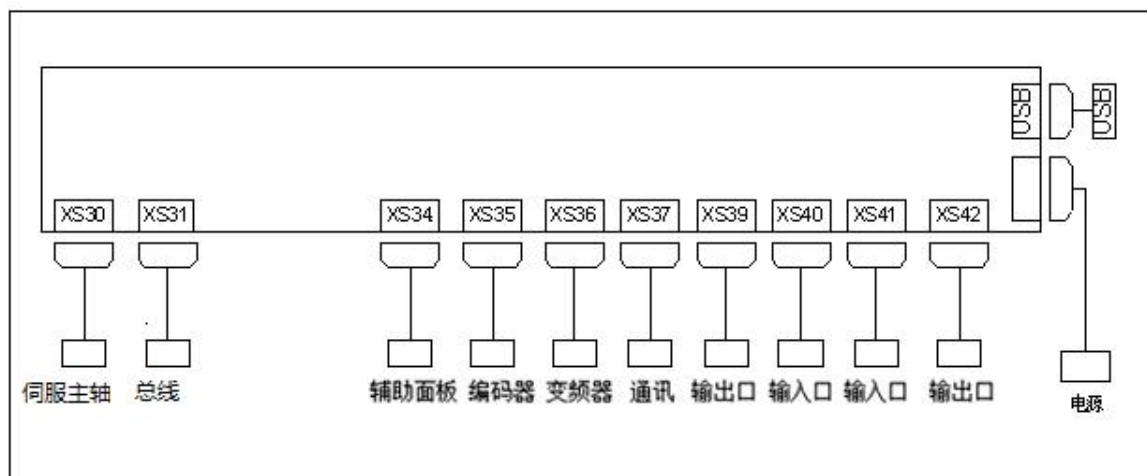 USB USB
XS30 XS31 XS34 XS35 XS36 XS37 XS39 XS40 XS41 XS42
伺服主轴 总线 辅助面板 编码器 变频器 通讯 输出口 输入口 输入口 输出口
电源